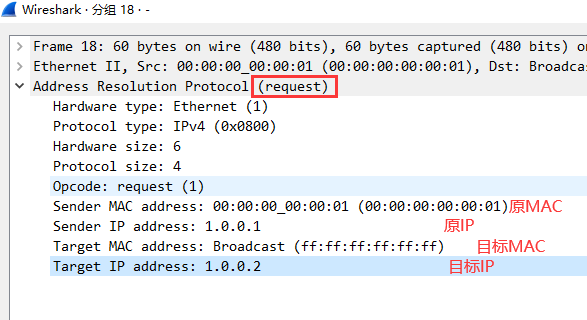 Wireshark · 分组 18 · -
Frame 18: 60 bytes on wire (480 bits), 60 bytes captured (480 bits) o
Ethernet II, Src: 00:00:00_00:00:01 (00:00:00:00:00:01), Dst: Broadcas
Address Resolution Protocol (request)
Hardware type: Ethernet (1)
Protocol type: IPv4 (0x0800)
Hardware size: 6
Protocol size: 4
Opcode: request (1)
Sender MAC address: 00:00:00_00:00:01 (00:00:00:00:00:01)原MAC
Sender IP address: 1.0.0.1 原IP
Target MAC address: Broadcast (ff:ff:ff:ff:ff:ff) 目标MAC
Target IP address: 1.0.0.2 目标IP